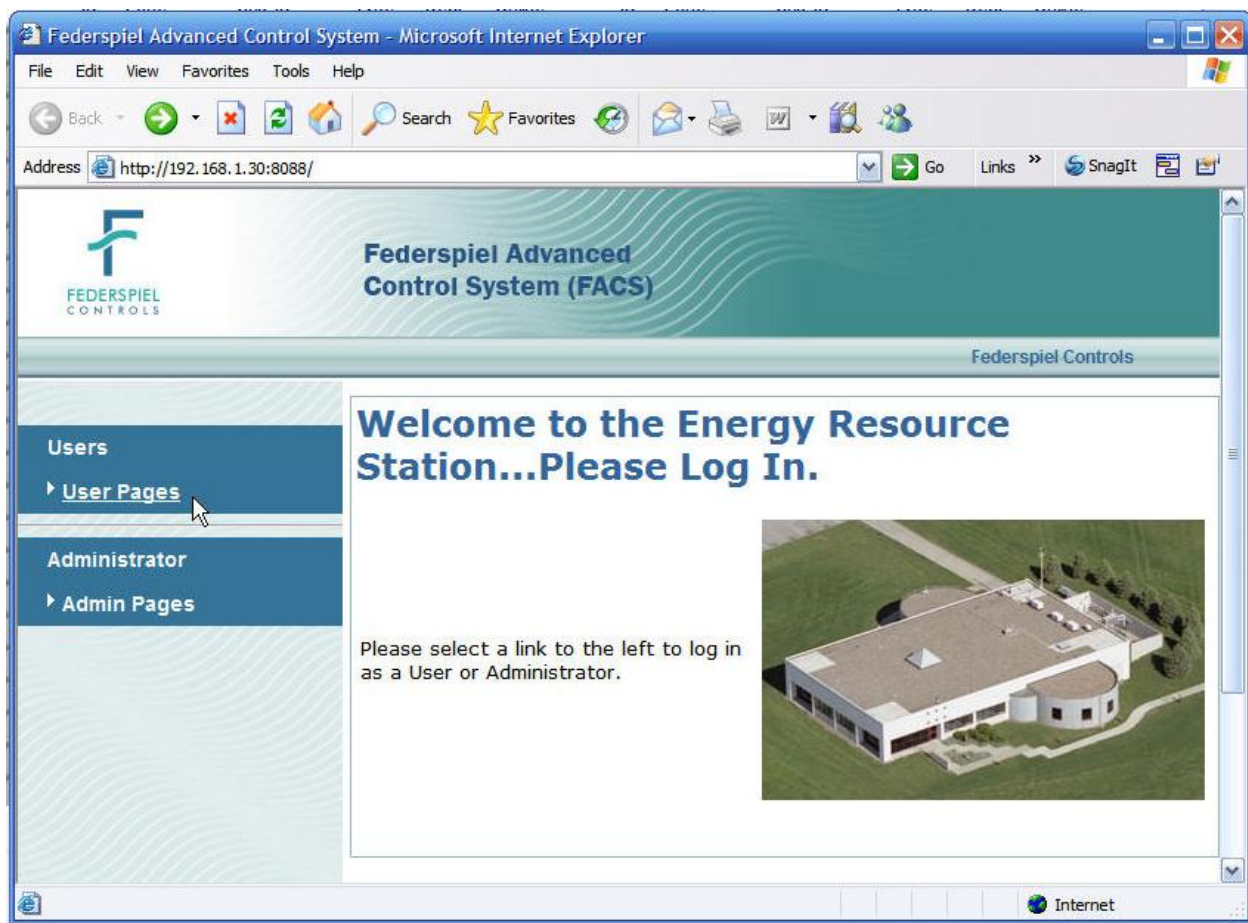 Federspiel Advanced Control System - Microsoft Internet Explorer
File Edit View Favorites Tools Help
Back Search Favorites
Address http://192.168.1.30:8088/ Go Links » SnagIt
FEDERSPIEL
CONTROLS
Federspiel Advanced
Control System (FACS)
Federspiel Controls
Users
User Pages
Administrator
Admin Pages
Welcome to the Energy Resource
Station...Please Log In.
Please select a link to the left to log in
as a User or Administrator.
Internet